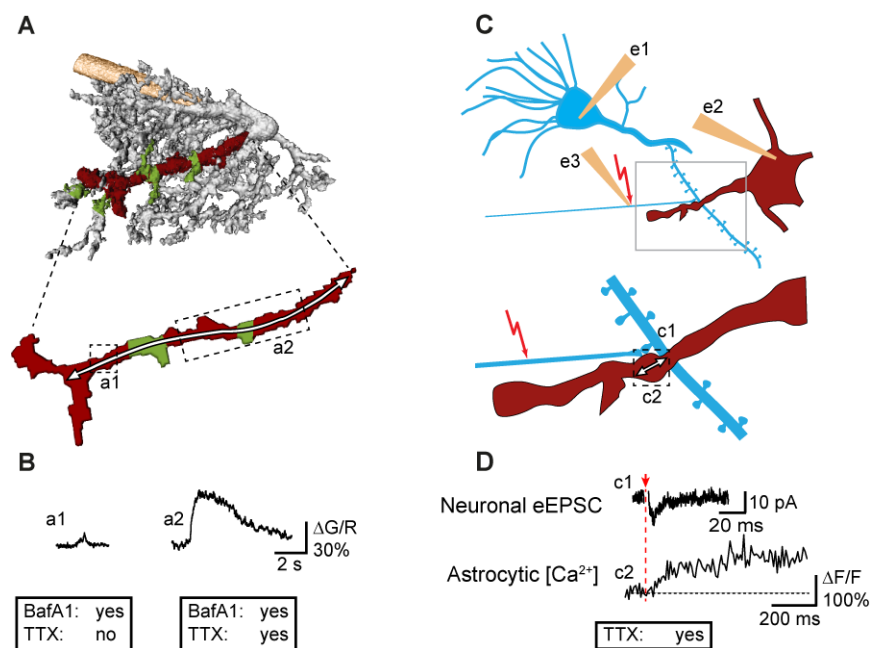 A
a1
a2
B
a1
a2
ΔG/R
30%
2 s
BafA1: yes
TTX: no
BafA1: yes
TTX: yes
C
e1
e2
e3
c1
c2
D
c1
Neuronal eEPSC
10 pA
20 ms
c2
Astrocytic [Ca²⁺]
ΔF/F
100%
200 ms
TTX: yes